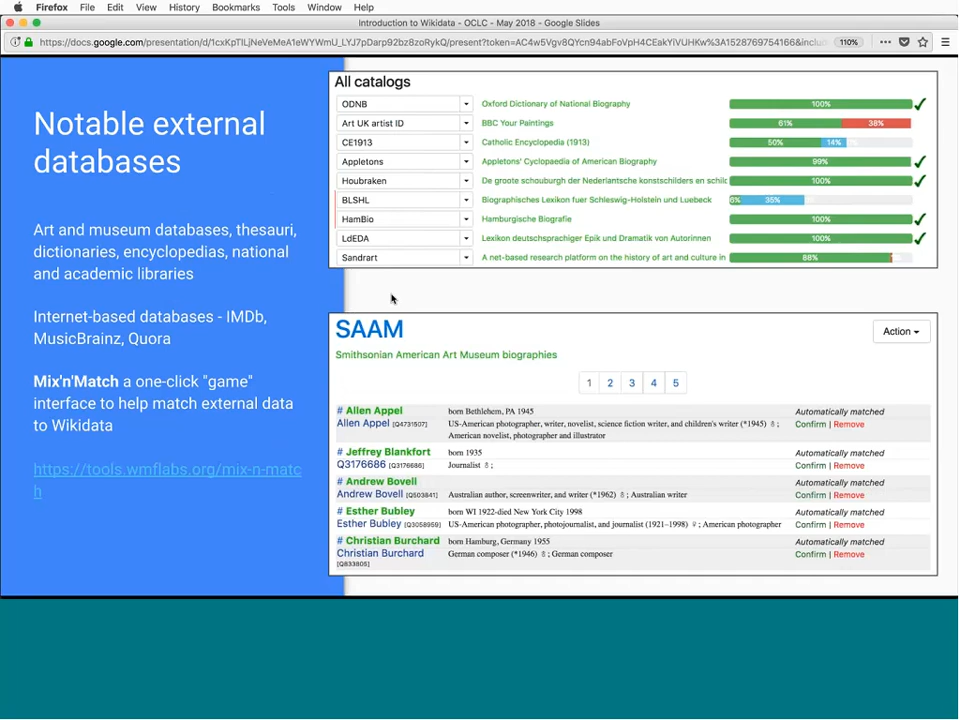 Firefox File Edit View History Bookmarks Tools Window Help
Introduction to Wikidata - OCLC - May 2018 - Google Slides
110%
Notable external
databases
Art and museum databases, thesauri,
dictionaries, encyclopedias, national
and academic libraries
Internet-based databases - IMDb,
MusicBrainz, Quora
Mix'n'Match a one-click "game"
interface to help match external data
to Wikidata
https://tools.wmflabs.org/mix-n-matc
h
All catalogs
ODNB Oxford Dictionary of National Biography 100%
Art UK artist ID BBC Your Paintings 61% 38%
CE1913 Catholic Encyclopedia (1913) 50% 14%
Appletons Appletons' Cyclopaedia of American Biography 99%
Houbraken De groote schouburgh der Nederlantsche konstschilders en schil 100%
BLSHL Biographisches Lexikon fuer Schleswig-Holstein und Luebeck 6% 35%
HamBio Hamburgische Biografie 100%
LdEDA Lexikon deutschsprachiger Epik und Dramatik von Autorinnen 100%
Sandrart A net-based research platform on the history of art and culture in 88%
SAAM
Action
Smithsonian American Art Museum biographies
1 2 3 4 5
# Allen Appel born Bethlehem, PA 1945 Automatically matched
Allen Appel [Q4731507] US-American photographer, writer, novelist, science fiction writer, and children's writer (*1945) ♂; Confirm | Remove
American novelist, photographer and illustrator
# Jeffrey Blankfort born 1935 Automatically matched
Q3176686 [Q3176686] Journalist ♂; Confirm | Remove
# Andrew Bovell Automatically matched
Andrew Bovell [Q503841] Australian author, screenwriter, and writer (*1962) ♂; Australian writer Confirm | Remove
# Esther Bubley born WI 1922-died New York City 1998 Automatically matched
Esther Bubley [Q3058959] US-American photographer, photojournalist, and journalist (1921–1998) ♀; American photographer Confirm | Remove
# Christian Burchard born Hamburg, Germany 1955 Automatically matched
Christian Burchard German composer (*1946) ♂; German composer Confirm | Remove
[Q833805]